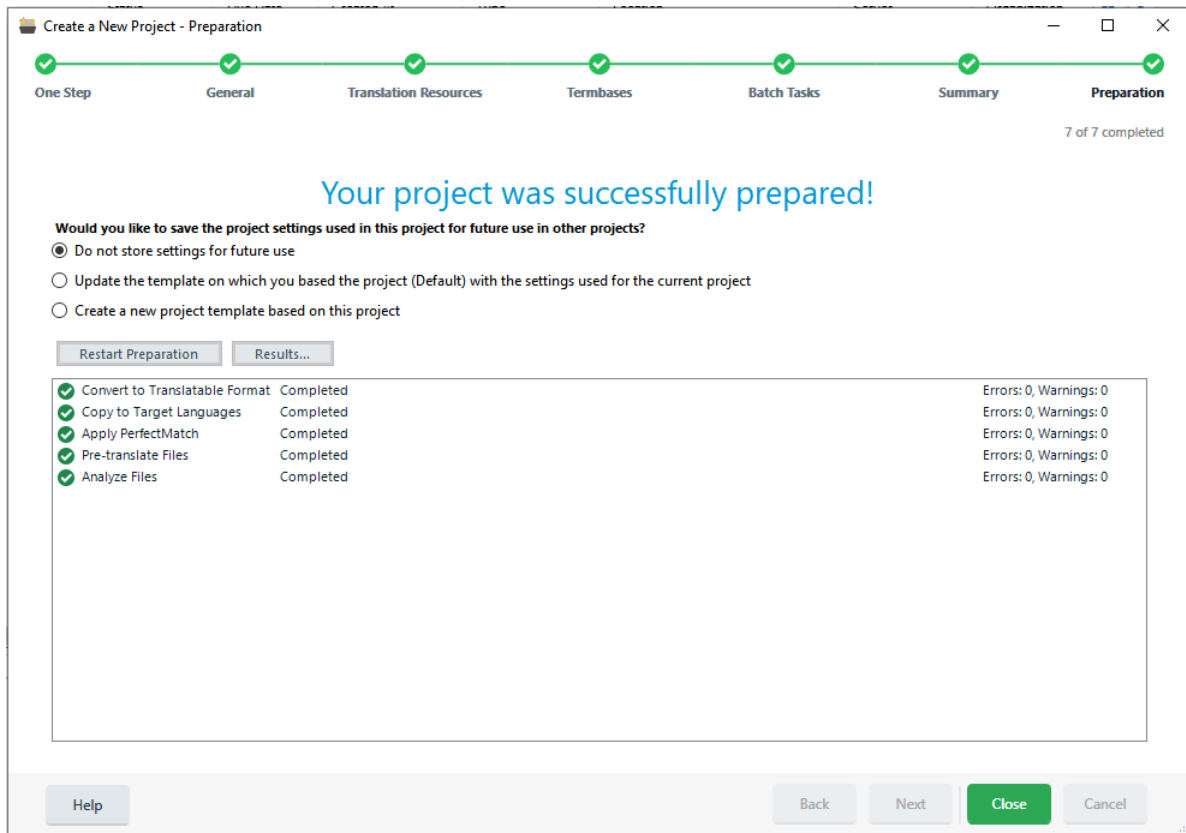 Create a New Project - Preparation
One Step General Translation Resources Termbases Batch Tasks Summary Preparation
7 of 7 completed
Your project was successfully prepared!
Would you like to save the project settings used in this project for future use in other projects?
Do not store settings for future use
Update the template on which you based the project (Default) with the settings used for the current project
Create a new project template based on this project
Restart Preparation Results...
Convert to Translatable Format Completed Errors: 0, Warnings: 0
Copy to Target Languages Completed Errors: 0, Warnings: 0
Apply PerfectMatch Completed Errors: 0, Warnings: 0
Pre-translate Files Completed Errors: 0, Warnings: 0
Analyze Files Completed Errors: 0, Warnings: 0
Help Back Next Close Cancel